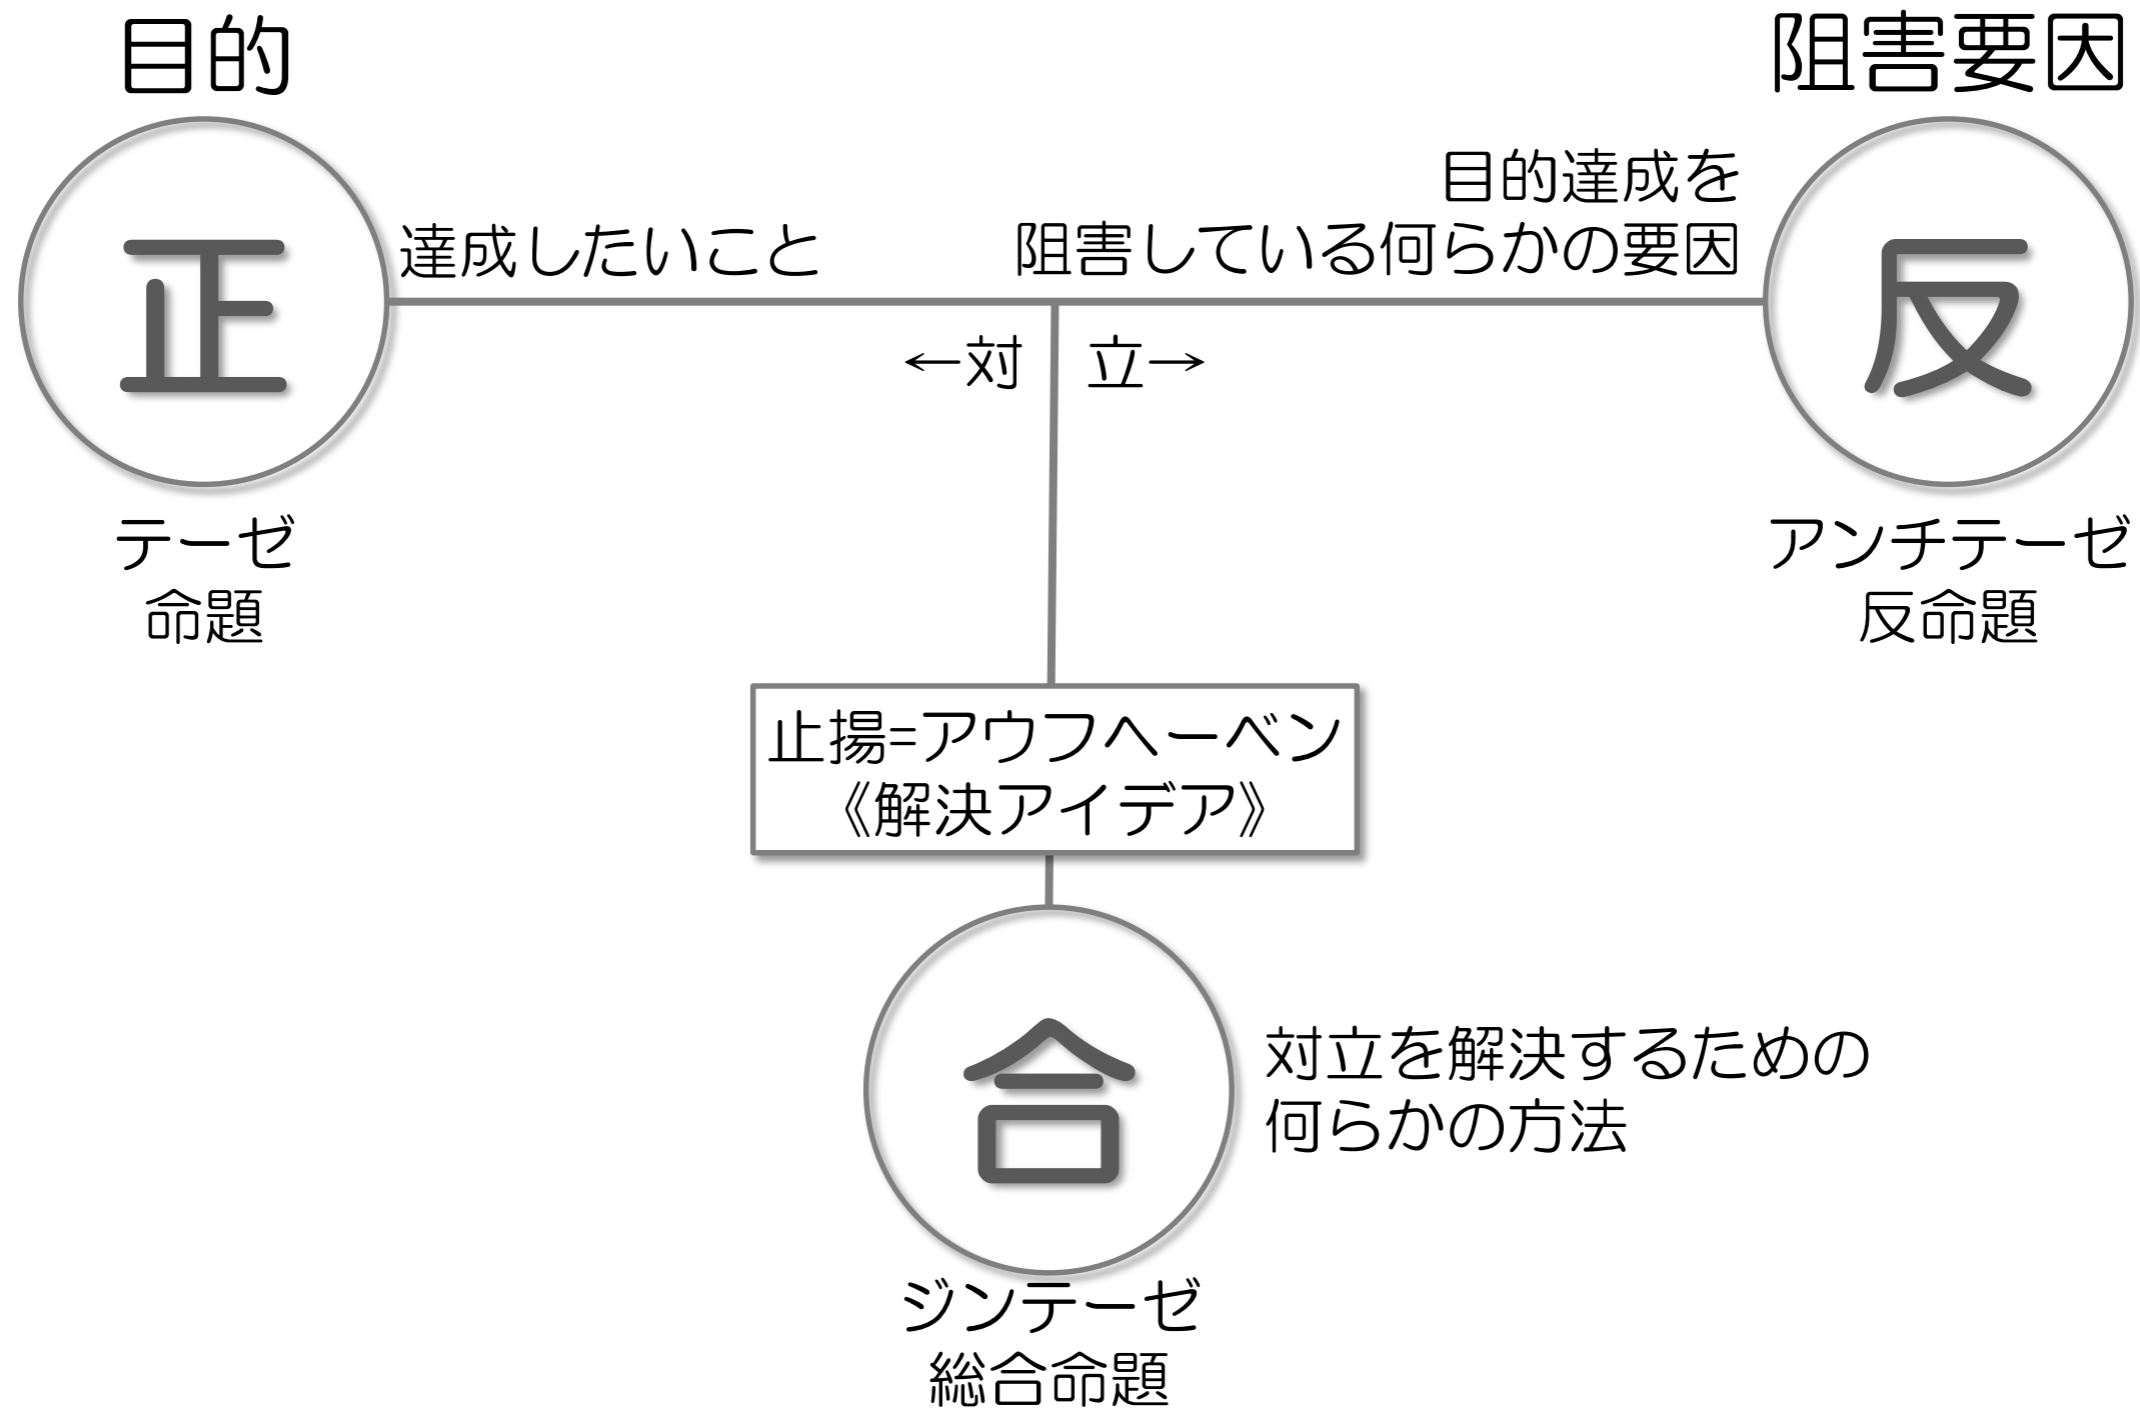 目的
阻害要因
正
達成したいこと
目的達成を
阻害している何らかの要因
反
←対 立→
テーゼ
命題
アンチテーゼ
反命題
止揚=アウフヘーベン
《解決アイデア》
合
対立を解決するための
何らかの方法
ジンテーゼ
総合命題